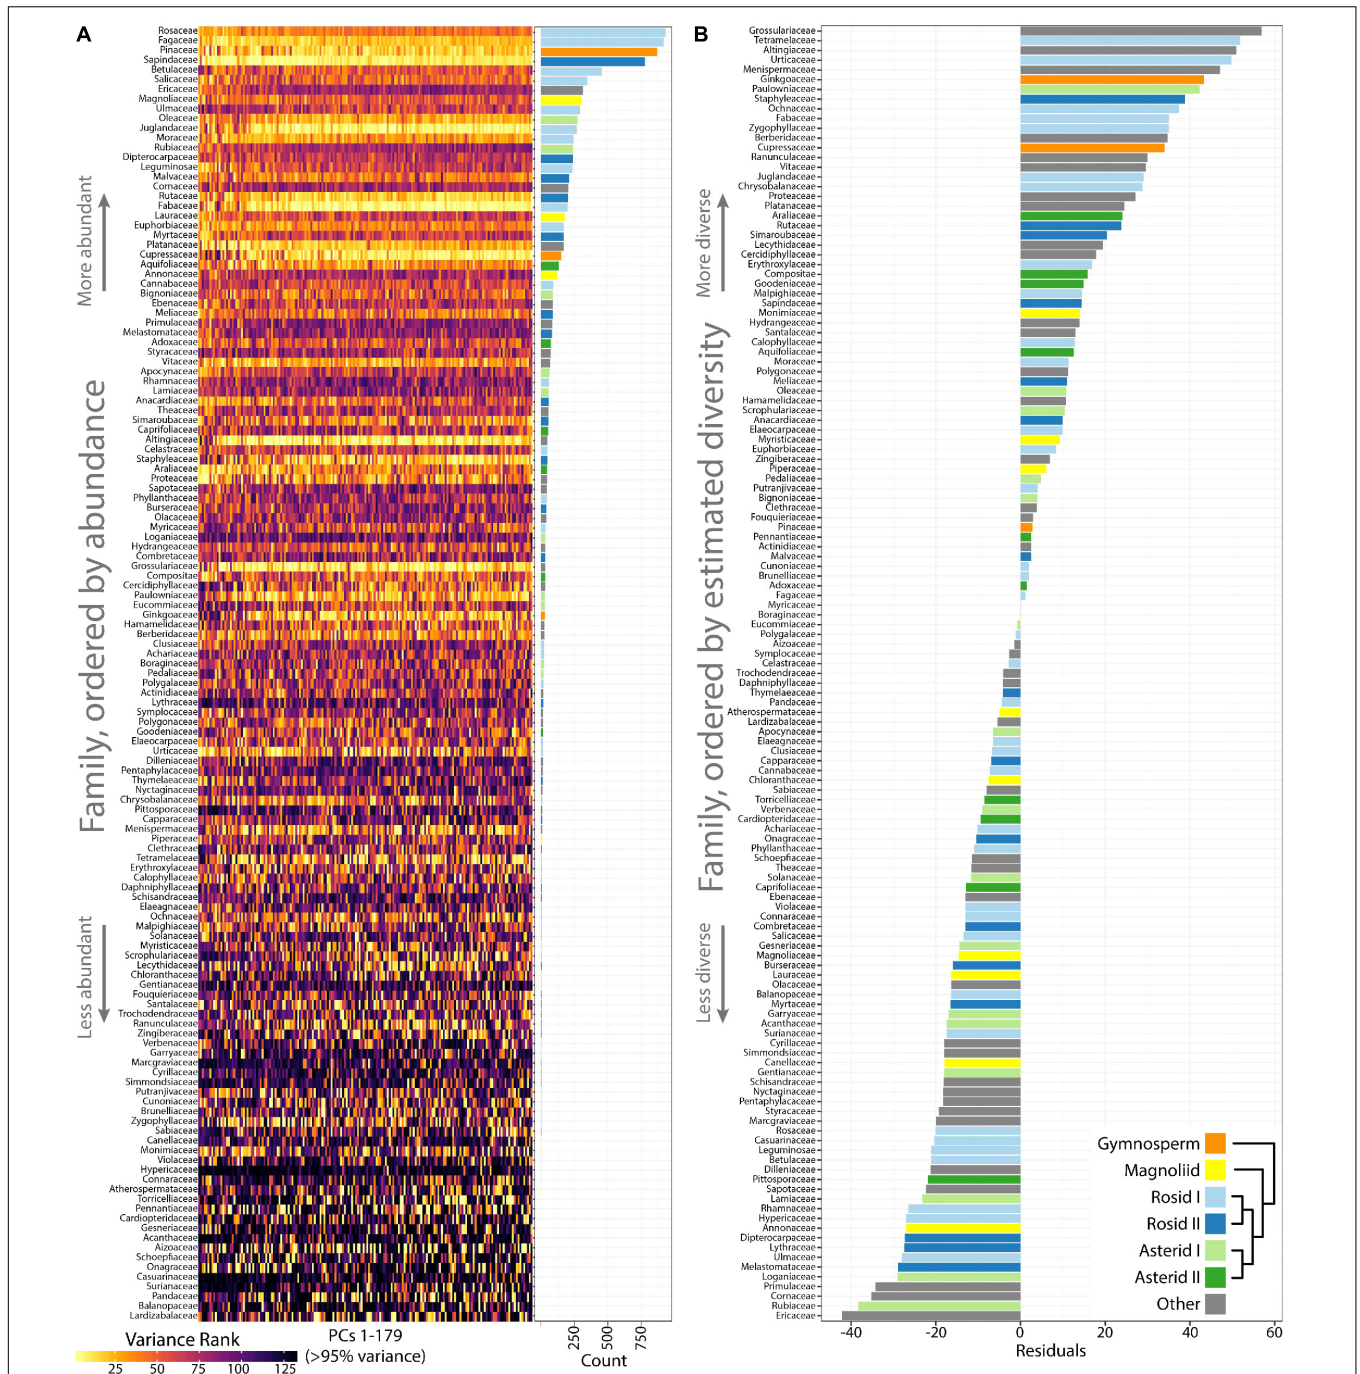 A
Rosaceae
Fagaceae
Pinaceae
Sapindaceae
Betulaceae
Salicaceae
Ericaceae
Magnoliaceae
Ulmaceae
Oleaceae
Juglandaceae
Moraceae
Rubiaceae
Dipterocarpaceae
Leguminosae
Malvaceae
Cornaceae
Rutaceae
Fabaceae
Lauraceae
Euphorbiaceae
Myrtaceae
Platanaceae
Cupressaceae
Aquifoliaceae
Annonaceae
Cannabaceae
Bignoniaceae
Ebenaceae
Meliaceae
Primulaceae
Melastomataceae
Adoxaceae
Styracaceae
Vitaceae
Apocynaceae
Rhamnaceae
Lamiaceae
Anacardiaceae
Theaceae
Simaroubaceae
Caprifoliaceae
Altingiaceae
Celastraceae
Staphyleaceae
Araliaceae
Proteaceae
Sapotaceae
Phyllanthaceae
Burseraceae
Olacaceae
Myricaceae
Loganiaceae
Hydrangeaceae
Combretaceae
Grossulariaceae
Compositae
Cercidiphyllaceae
Paulowniaceae
Eucommiaceae
Ginkgoaceae
Hamamelidaceae
Berberidaceae
Clusiaceae
Achariaceae
Boraginaceae
Pedaliaceae
Polygalaceae
Actinidiaceae
Lythraceae
Symplocaceae
Polygonaceae
Goodeniaceae
Elaeocarpaceae
Urticaceae
Dilleniaceae
Pentaphylacaceae
Thymelaeaceae
Nyctaginaceae
Chrysobalanaceae
Pittosporaceae
Capparaceae
Menispermaceae
Piperaceae
Clethraceae
Tetramelaceae
Erythroxylaceae
Calophyllaceae
Daphniphyllaceae
Schisandraceae
Elaeagnaceae
Ochnaceae
Malpighiaceae
Solanaceae
Myristicaceae
Scrophulariaceae
Lecythidaceae
Chloranthaceae
Gentianaceae
Fouquieriaceae
Santalaceae
Trochodendraceae
Ranunculaceae
Zingiberaceae
Verbenaceae
Garryaceae
Marcgraviaceae
Cyrillaceae
Simmondsiaceae
Putranjivaceae
Cunoniaceae
Brunelliaceae
Zygophyllaceae
Sabiaceae
Canellaceae
Monimiaceae
Violaceae
Hypericaceae
Connaraceae
Atherospermataceae
Torricelliaceae
Pennantiaceae
Cardiopteridaceae
Gesneriaceae
Acanthaceae
Aizoaceae
Schoepfiaceae
Onagraceae
Casuarinaceae
Surianaceae
Pandaceae
Balanopaceae
Lardizabalaceae
More abundant
Family, ordered by abundance
Less abundant
Variance Rank
25 50 75 100 125
PCs 1-179
(>95% variance)
250 500 750
Count
B
Grossulariaceae
Tetramelaceae
Altingiaceae
Urticaceae
Menispermaceae
Ginkgoaceae
Paulowniaceae
Staphyleaceae
Ochnaceae
Fabaceae
Zygophyllaceae
Berberidaceae
Cupressaceae
Ranunculaceae
Vitaceae
Juglandaceae
Chrysobalanaceae
Proteaceae
Platanaceae
Araliaceae
Rutaceae
Simaroubaceae
Lecythidaceae
Cercidiphyllaceae
Erythroxylaceae
Compositae
Goodeniaceae
Malpighiaceae
Sapindaceae
Monimiaceae
Hydrangeaceae
Santalaceae
Calophyllaceae
Aquifoliaceae
Moraceae
Polygonaceae
Meliaceae
Oleaceae
Hamamelidaceae
Scrophulariaceae
Anacardiaceae
Elaeocarpaceae
Myristicaceae
Euphorbiaceae
Zingiberaceae
Piperaceae
Pedaliaceae
Putranjivaceae
Bignoniaceae
Clethraceae
Fouquieriaceae
Pinaceae
Pennantiaceae
Actinidiaceae
Malvaceae
Cunoniaceae
Brunelliaceae
Adoxaceae
Fagaceae
Myricaceae
Boraginaceae
Eucommiaceae
Polygalaceae
Aizoaceae
Symplocaceae
Celastraceae
Trochodendraceae
Daphniphyllaceae
Thymelaeaceae
Pandaceae
Atherospermataceae
Lardizabalaceae
Apocynaceae
Elaeagnaceae
Clusiaceae
Capparaceae
Cannabaceae
Chloranthaceae
Sabiaceae
Torricelliaceae
Verbenaceae
Cardiopteridaceae
Achariaceae
Onagraceae
Phyllanthaceae
Schoepfiaceae
Theaceae
Solanaceae
Caprifoliaceae
Ebenaceae
Violaceae
Connaraceae
Combretaceae
Salicaceae
Gesneriaceae
Magnoliaceae
Burseraceae
Lauraceae
Olacaceae
Balanopaceae
Myrtaceae
Garryaceae
Acanthaceae
Surianaceae
Cyrillaceae
Simmondsiaceae
Canellaceae
Gentianaceae
Schisandraceae
Nyctaginaceae
Pentaphylacaceae
Styracaceae
Marcgraviaceae
Rosaceae
Casuarinaceae
Leguminosae
Betulaceae
Dilleniaceae
Pittosporaceae
Sapotaceae
Lamiaceae
Rhamnaceae
Hypericaceae
Annonaceae
Dipterocarpaceae
Lythraceae
Ulmaceae
Melastomataceae
Loganiaceae
Primulaceae
Cornaceae
Rubiaceae
Ericaceae
More diverse
Family, ordered by estimated diversity
Less diverse
-40 -20 0 20 40 60
Residuals
Gymnosperm
Magnoliid
Rosid I
Rosid II
Asterid I
Asterid II
Other